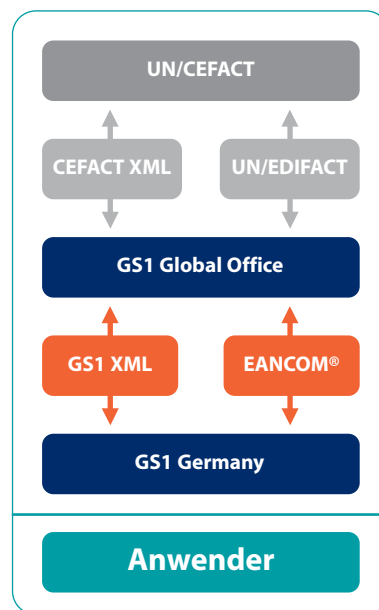 UN/CEFACT
CEFACT XML
UN/EDIFACT
GS1 Global Office
GS1 XML
EANCOM®
GS1 Germany
Anwender